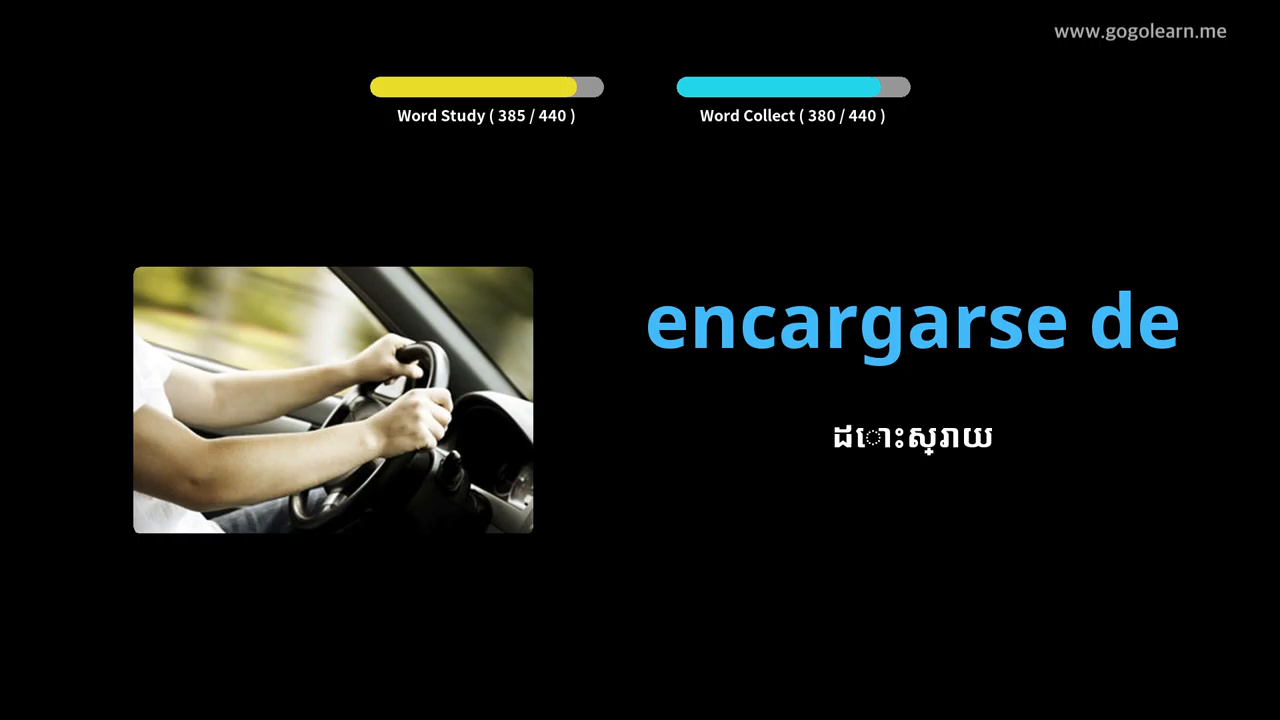 www.gogolearn.me
Word Study ( 385 / 440 )
Word Collect ( 380 / 440 )
encargarse de
ដោះស្រាយ